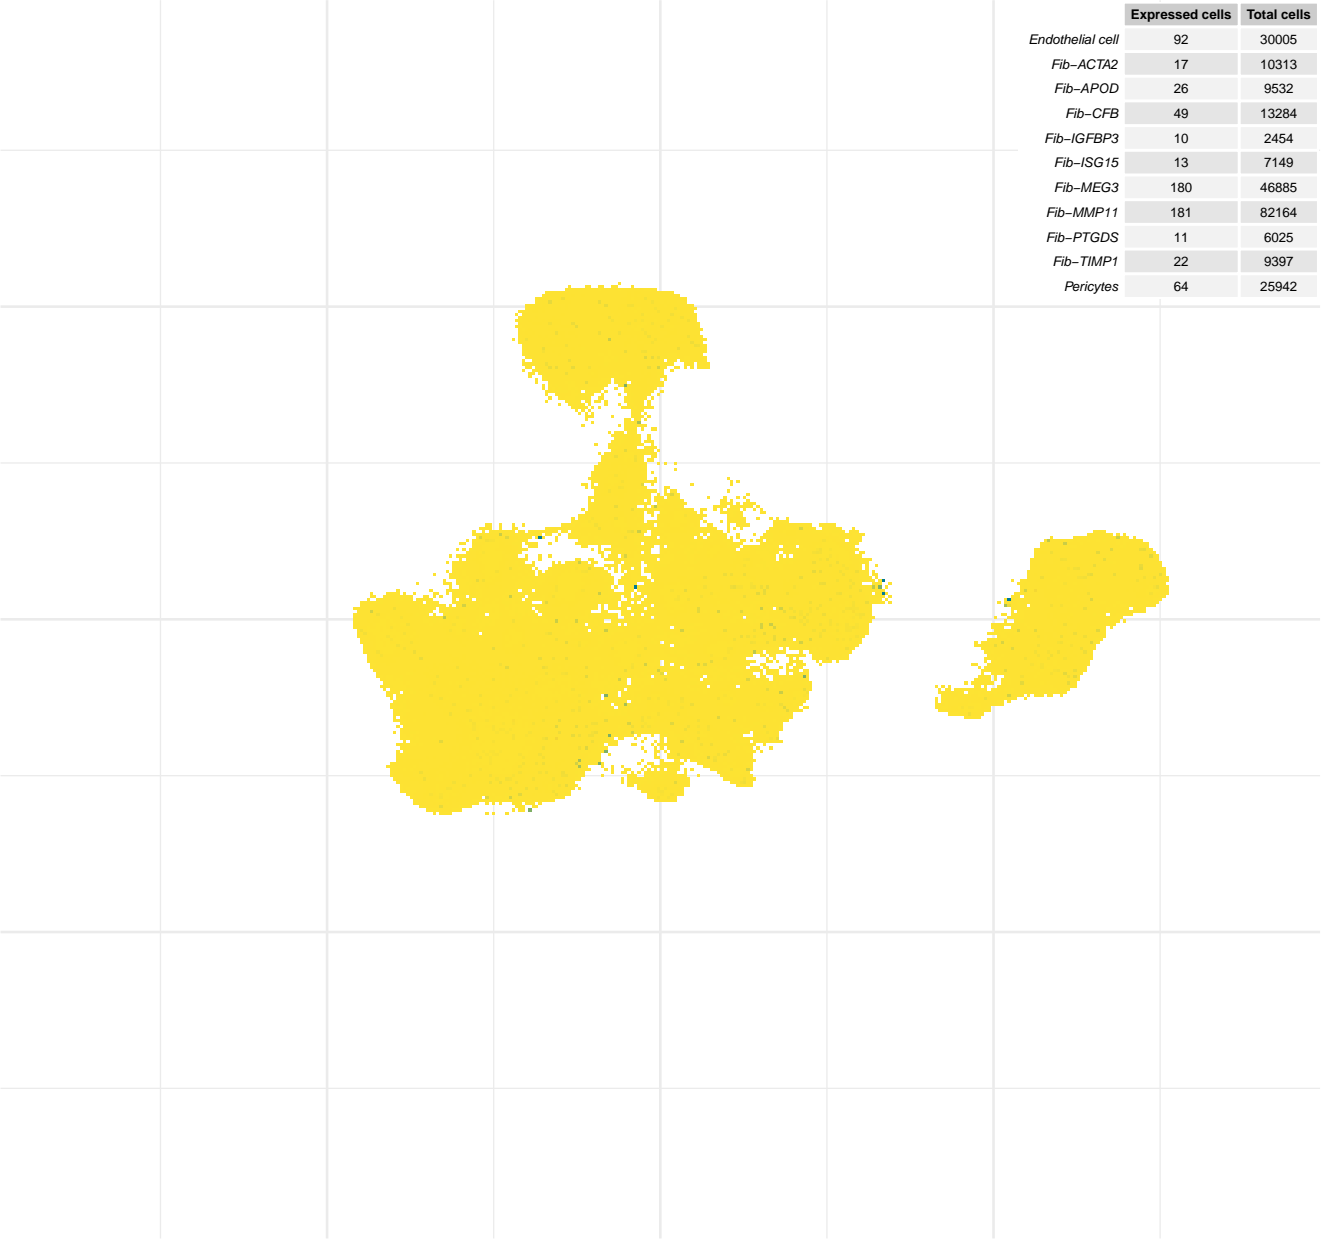 Expressed cells Total cells
Endothelial cell 92 30005
Fib−ACTA2 17 10313
Fib−APOD 26 9532
Fib−CFB 49 13284
Fib−IGFBP3 10 2454
Fib−ISG15 13 7149
Fib−MEG3 180 46885
Fib−MMP11 181 82164
Fib−PTGDS 11 6025
Fib−TIMP1 22 9397
Pericytes 64 25942